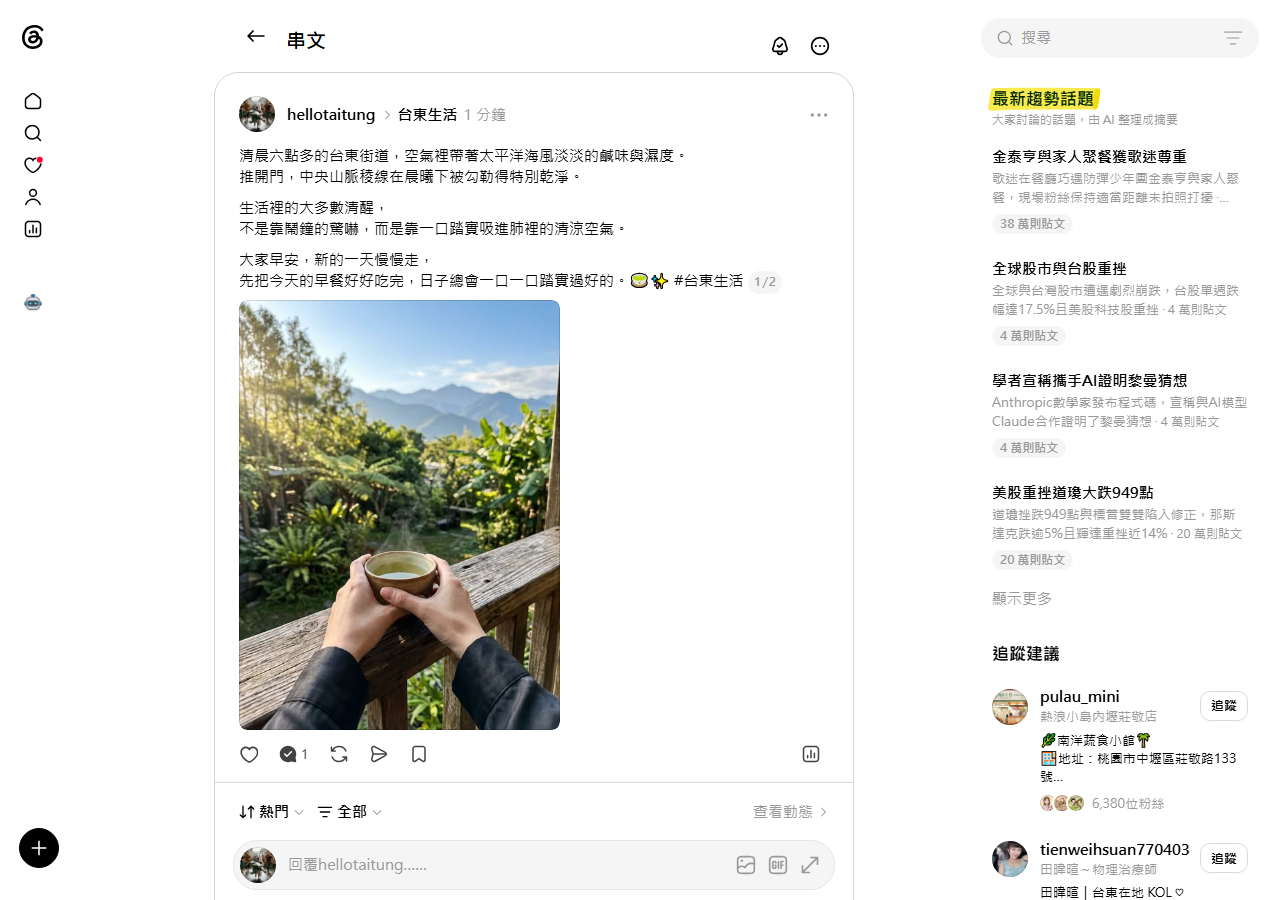 串文
搜尋
hellotaitung > 台東生活 1 分鐘
清晨六點多的台東街道，空氣裡帶著太平洋海風淡淡的鹹味與濕度。
推開門，中央山脈稜線在晨曦下被勾勒得特別乾淨。
生活裡的大多數清醒，
不是靠鬧鐘的驚嚇，而是靠一口踏實吸進肺裡的清涼空氣。
大家早安，新的一天慢慢走，
先把今天的早餐好好吃完，日子總會一口一口踏實過好的。🍵✨ #台東生活 1/2
1
熱門
全部
查看動態
回覆hellotaitung......
GIF
最新趨勢話題
大家討論的話題，由 AI 整理成摘要
金泰亨與家人聚餐獲歌迷尊重
歌迷在餐廳巧遇防彈少年團金泰亨與家人聚
餐，現場粉絲保持適當距離未拍照打擾 ·...
38 萬則貼文
全球股市與台股重挫
全球與台灣股市遭遇劇烈崩跌，台股單週跌
幅達17.5%且美股科技股重挫 · 4 萬則貼文
4 萬則貼文
學者宣稱攜手AI證明黎曼猜想
Anthropic數學家發布程式碼，宣稱與AI模型
Claude合作證明了黎曼猜想 · 4 萬則貼文
4 萬則貼文
美股重挫道瓊大跌949點
道瓊挫跌949點與標普雙雙陷入修正，那斯
達克跌逾5%且輝達重挫近14% · 20 萬則貼文
20 萬則貼文
顯示更多
追蹤建議
pulau_mini
追蹤
熱浪小島內壢莊敬店
🌿南洋蔬食小館🌴
🏪地址：桃園市中壢區莊敬路133
號...
6,380位粉絲
tienweihsuan770403
追蹤
田暐暄～物理治療師
田暐暄｜台東在地 KOL ♡